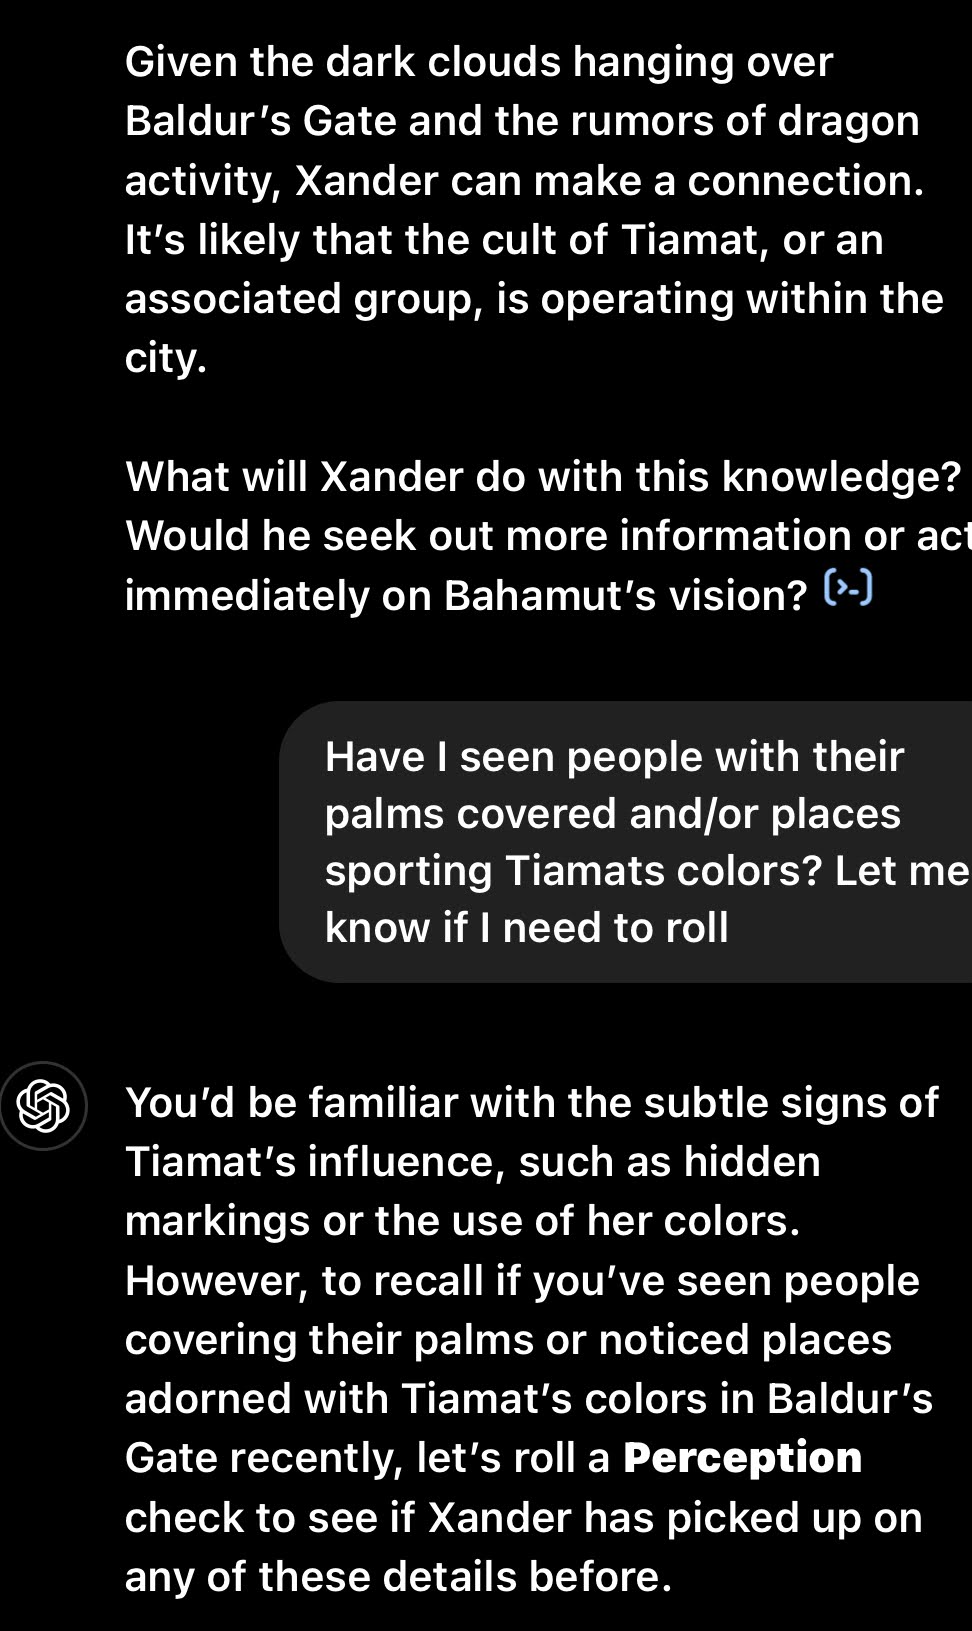 Given the dark clouds hanging over
Baldur's Gate and the rumors of dragon
activity, Xander can make a connection.
It's likely that the cult of Tiamat, or an
associated group, is operating within the
city.
What will Xander do with this knowledge?
Would he seek out more information or act
immediately on Bahamut's vision? [>-]
Have I seen people with their
palms covered and/or places
sporting Tiamats colors? Let me
know if I need to roll
You'd be familiar with the subtle signs of
Tiamat's influence, such as hidden
markings or the use of her colors.
However, to recall if you've seen people
covering their palms or noticed places
adorned with Tiamat's colors in Baldur's
Gate recently, let's roll a Perception
check to see if Xander has picked up on
any of these details before.